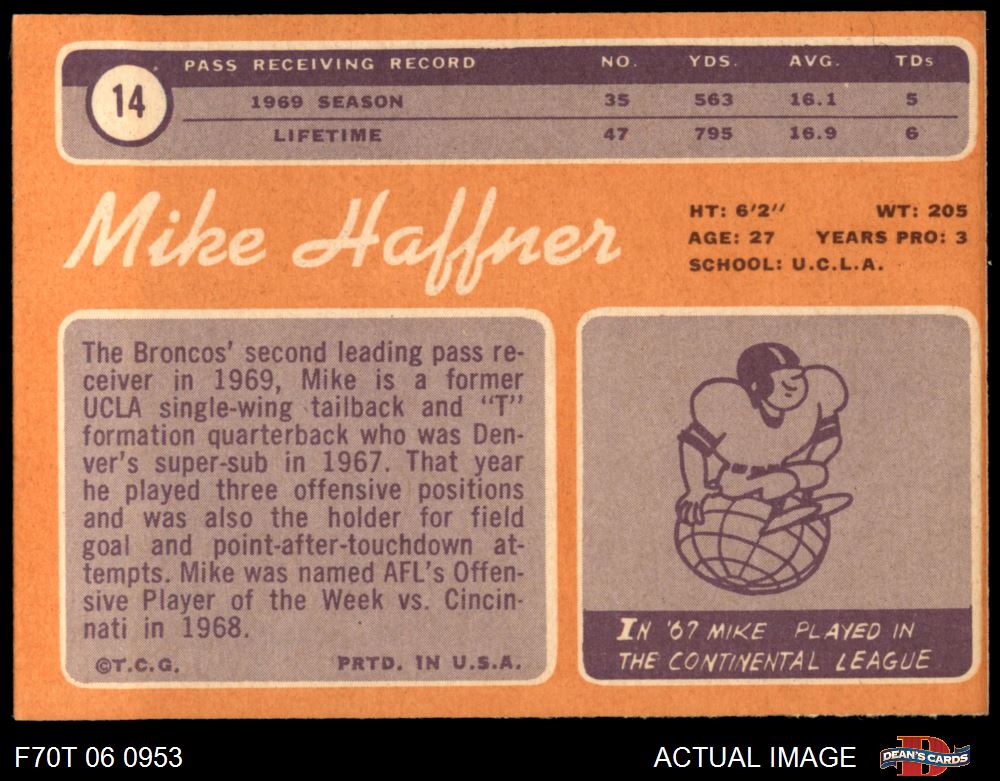 14
PASS RECEIVING RECORD NO. YDS. AVG. TDs
1969 SEASON 35 563 16.1 5
LIFETIME 47 795 16.9 6
Mike Haffner
HT: 6'2" WT: 205
AGE: 27 YEARS PRO: 3
SCHOOL: U.C.L.A.
The Broncos' second leading pass re-
ceiver in 1969, Mike is a former
UCLA single-wing tailback and "T"
formation quarterback who was Den-
ver's super-sub in 1967. That year
he played three offensive positions
and was also the holder for field
goal and point-after-touchdown at-
tempts. Mike was named AFL's Offen-
sive Player of the Week vs. Cincin-
nati in 1968.
©T.C.G. PRTD. IN U.S.A.
IN '67 MIKE PLAYED IN
THE CONTINENTAL LEAGUE
F70T 06 0953 ACTUAL IMAGE DEAN'S CARDS